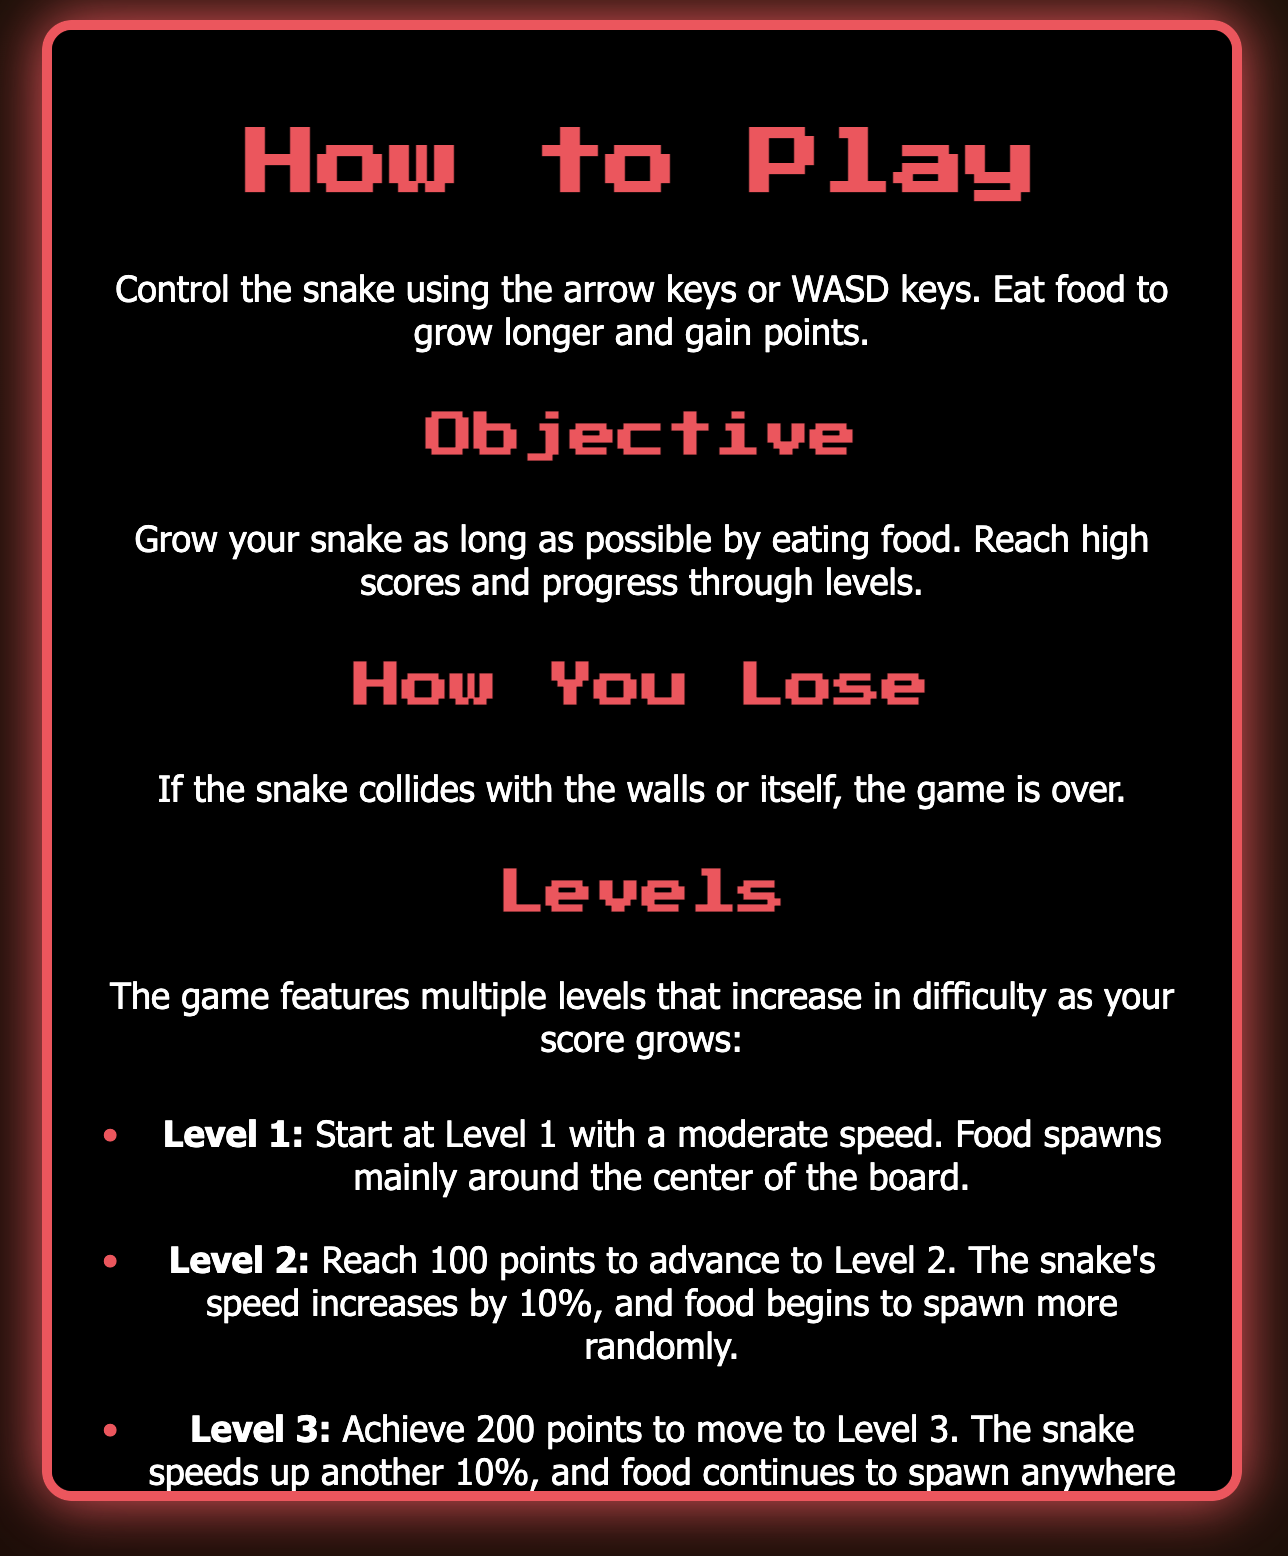 How to Play
Control the snake using the arrow keys or WASD keys. Eat food to
grow longer and gain points.
Objective
Grow your snake as long as possible by eating food. Reach high
scores and progress through levels.
How You Lose
If the snake collides with the walls or itself, the game is over.
Levels
The game features multiple levels that increase in difficulty as your
score grows:
• Level 1: Start at Level 1 with a moderate speed. Food spawns
mainly around the center of the board.
• Level 2: Reach 100 points to advance to Level 2. The snake's
speed increases by 10%, and food begins to spawn more
randomly.
• Level 3: Achieve 200 points to move to Level 3. The snake
speeds up another 10%, and food continues to spawn anywhere